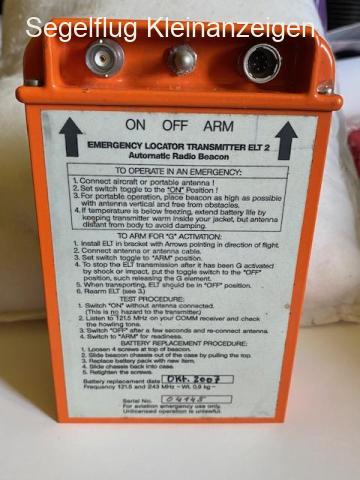 Segelflug Kleinanzeigen
ON OFF ARM
EMERGENCY LOCATOR TRANSMITTER ELT 2
Automatic Radio Beacon
TO OPERATE IN AN EMERGENCY:
1. Connect aircraft or portable antenna !
2. Set switch toggle to the "ON" Position !
3. For portable operation, place beacon as high as possible
with antenna vertical and free from obstacles.
4. If temperature is below freezing, extend battery life by
keeping transmitter warm inside your jacket, but antenna
distant from body to avoid damping.
TO ARM FOR "G" ACTIVATION:
1. Install ELT in bracket with Arrows pointing in direction of flight.
2. Connect antenna or antenna cable.
3. Set switch toggle to "ARM" position.
4. To stop the ELT transmission after it has been G activated
by shock or impact, put the toggle switch to the "OFF"
position, such releasing the G element.
5. When transporting, ELT should be in "OFF" position.
6. Rearm ELT (see 3.)
TEST PROCEDURE:
1. Switch "ON" without antenna connected.
(This is no hazard to the transmitter)
2. Listen to 121.5 MHz on your COMM receiver and check
the howling tons.
3. Switch "OFF" after a few seconds and re-connect antenna.
4. Switch to "ARM" for readiness.
BATTERY REPLACEMENT PROCEDURE:
1. Loosen 4 screws at top of beacon.
2. Slide beacon chassis out of the case by pulling the top.
3. Replace battery pack with new item.
4. Slide chassis back into case.
5. Retighten the screws.
Battery replacement date Okt. 2007
Frequency 121.5 and 243 MHz – Wt. 0.9 kg –
Serial No. 04145
For aviation emergency use only.
Unlicensed operation is unlawful.